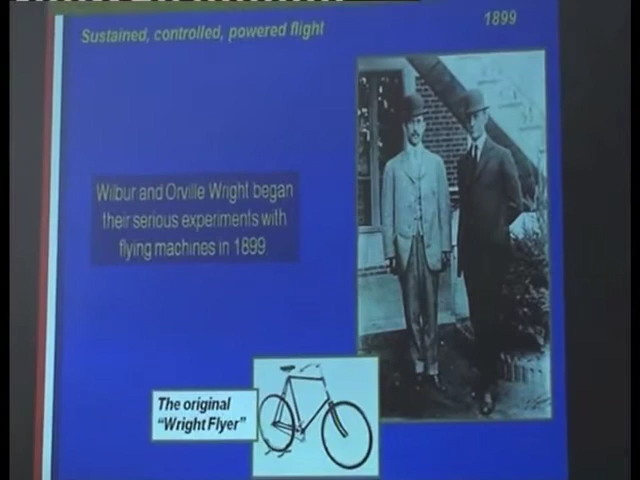 Sustained, controlled, powered flight
1899
Wilbur and Orville Wright began
their serious experiments with
flying machines in 1899
The original
"Wright Flyer"